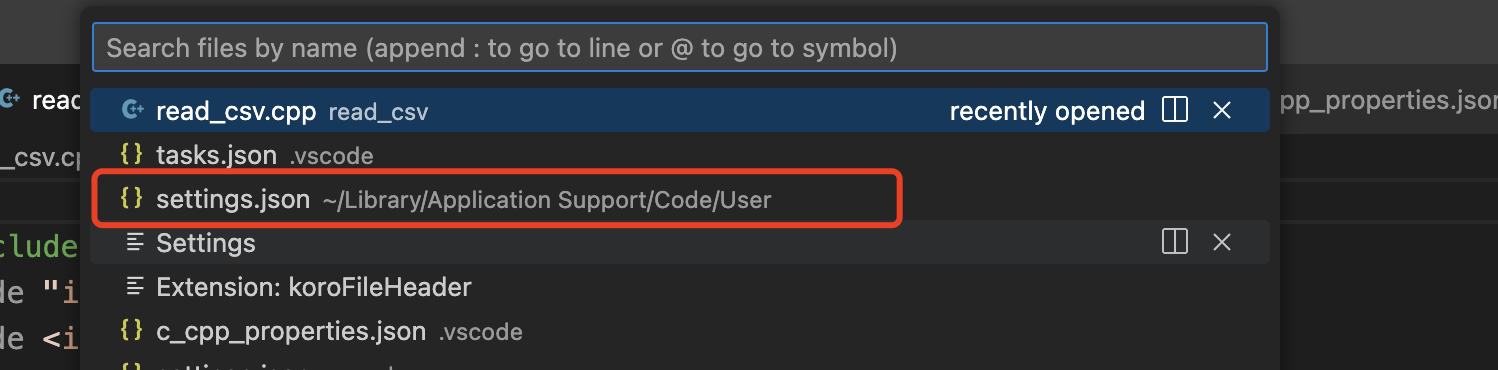 Search files by name (append : to go to line or @ to go to symbol)
read_csv.cpp read_csv recently opened
pp_properties.json
tasks.json .vscode
_csv.cp
settings.json ~/Library/Application Support/Code/User
Settings
clude
Extension: koroFileHeader
de "i
c_cpp_properties.json .vscode
de <i